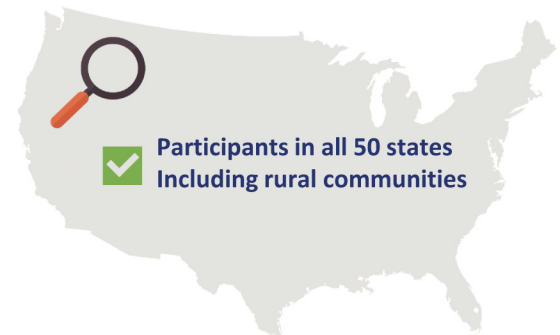 Participants in all 50 states
Including rural communities